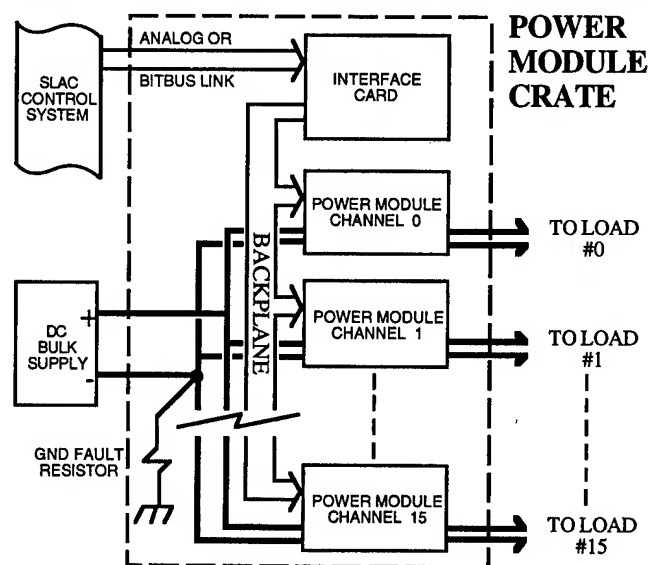 POWER
MODULE
CRATE
ANALOG OR
BITBUS LINK
SLAC
CONTROL
SYSTEM
INTERFACE
CARD
POWER MODULE
CHANNEL 0
TO LOAD
#0
BACKPLANE
DC
BULK
SUPPLY
+
-
POWER MODULE
CHANNEL 1
TO LOAD
#1
GND FAULT
RESISTOR
POWER MODULE
CHANNEL 15
TO LOAD
#15